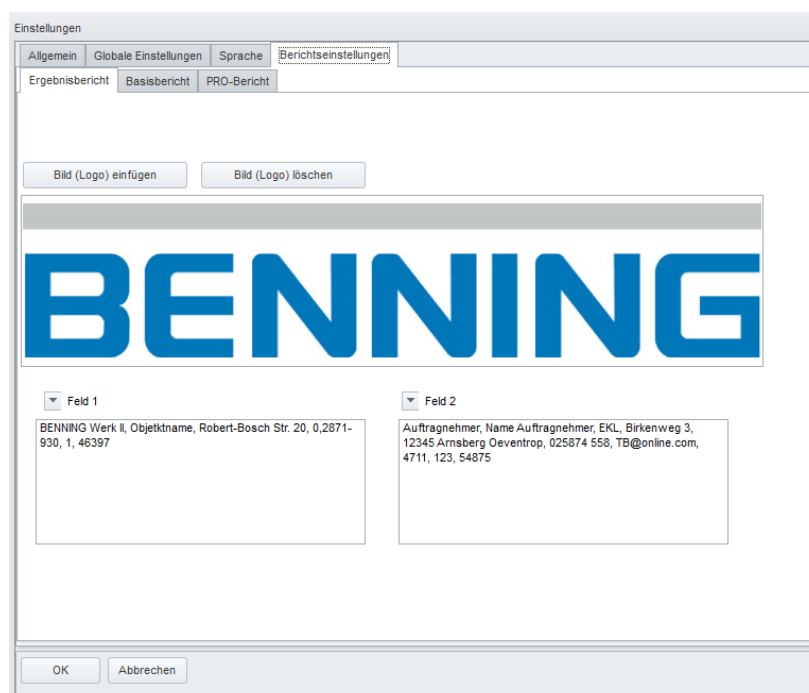 Einstellungen
Allgemein Globale Einstellungen Sprache Berichtseinstellungen
Ergebnisbericht Basisbericht PRO-Bericht
Bild (Logo) einfügen Bild (Logo) löschen
BENNING
Feld 1 Feld 2
BENNING Werk II, Objetktname, Robert-Bosch Str. 20, 0,2871-
930, 1, 46397
Auftragnehmer, Name Auftragnehmer, EKL, Birkenweg 3,
12345 Arnsberg Oeventrop, 025874 558, TB@online.com,
4711, 123, 54875
OK Abbrechen